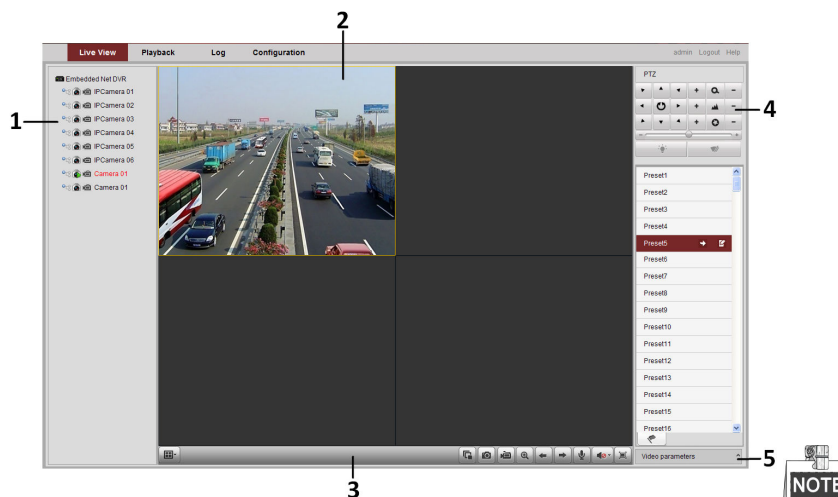 2
Live View Playback Log Configuration admin Logout Help
Embedded Net DVR
IPCamera 01
IPCamera 02
IPCamera 03
IPCamera 04
IPCamera 05
IPCamera 06
Camera 01
Camera 01
1
PTZ
4
Preset1
Preset2
Preset3
Preset4
Preset5
Preset6
Preset7
Preset8
Preset9
Preset10
Preset11
Preset12
Preset13
Preset14
Preset15
Preset16
Video parameters
5
3
NOTE